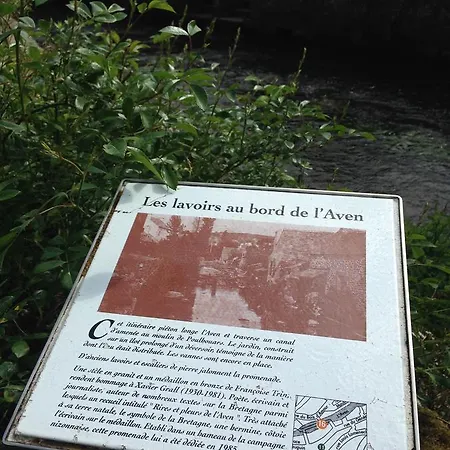 Les lavoirs au bord de l'Aven
Cet itinéraire piéton longe l'Aven et traverse un canal
d'amenée au moulin de Poulhouars. Le jardin, construit
sur un îlot prolongé d'un déversoir, témoigne de la manière
dont l'eau était distribuée. Les vannes sont encore en place.
D'anciens lavoirs et escaliers de pierre jalonnent la promenade.
Une stèle en granit et un médaillon en bronze de Françoise Trin,
rendent hommage à Xavier Grall (1930-1981). Poète, écrivain et
journaliste, auteur de nombreux textes sur la Bretagne parmi
lesquels un recueil intitulé "Rires et pleurs de l'Aven". Très attaché
à sa terre natale, le symbole de la Bretagne, une hermine, côtoie
l'écrivain sur le médaillon. Etabli dans un hameau de la campagne
nizonnaise, cette promenade lui a été dédiée en 1985.